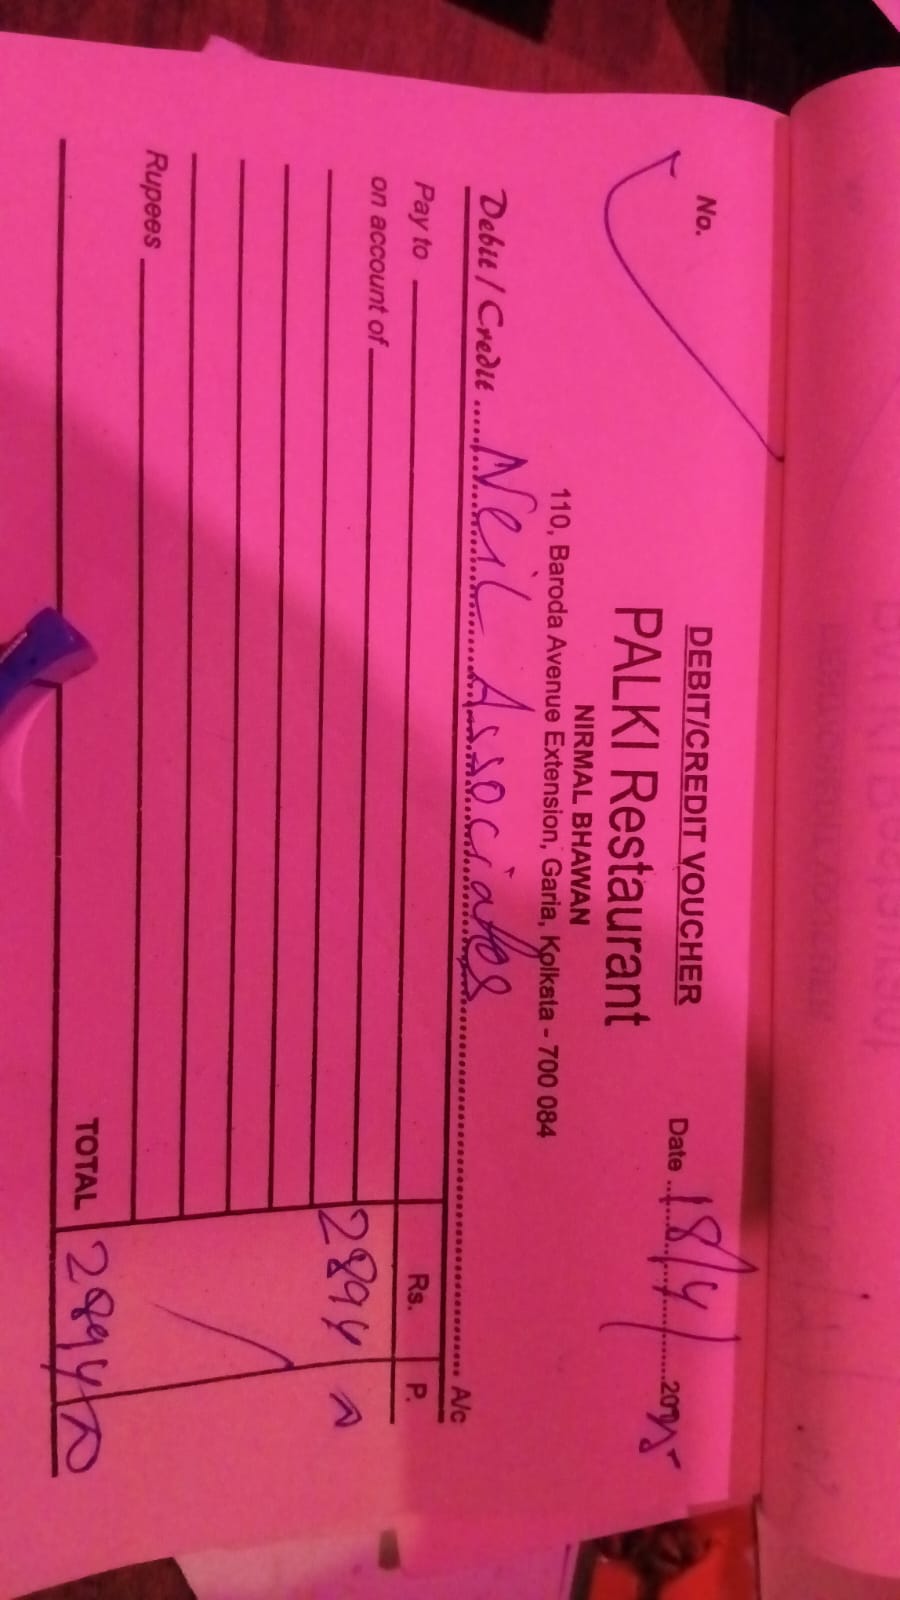 No.
DEBIT/CREDIT VOUCHER
PALKI Restaurant
NIRMAL BHAWAN
110, Baroda Avenue Extension, Garia, Kolkata - 700 084
Date 18/4/ 20
Debit / Credit Neil Associates A/c
Pay to Rs. P.
on account of
2894
Rupees
TOTAL 2894